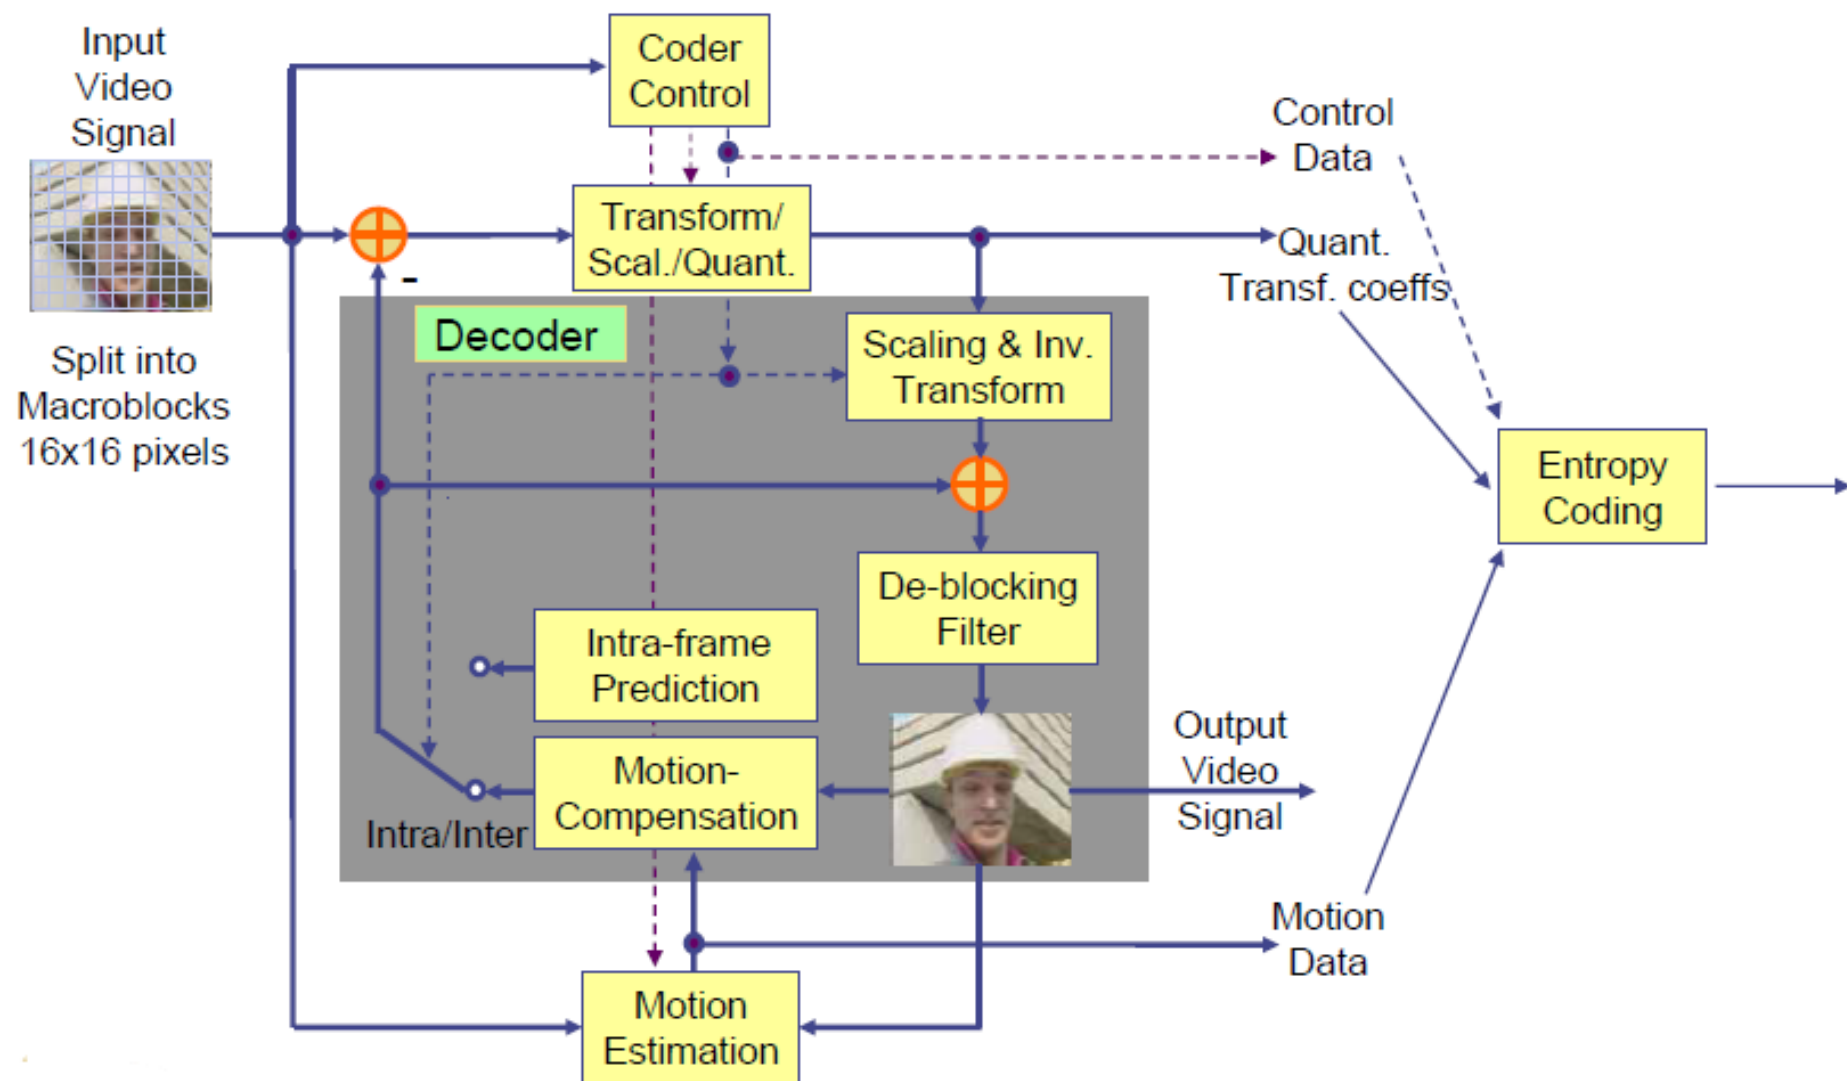 Input
Video
Signal
Coder
Control
Control
Data
Transform/
Scal./Quant.
Quant.
Transf. coeffs
-
Decoder
Scaling & Inv.
Transform
Split into
Macroblocks
16x16 pixels
Entropy
Coding
De-blocking
Filter
Intra-frame
Prediction
Output
Video
Signal
Motion-
Compensation
Intra/Inter
Motion
Data
Motion
Estimation